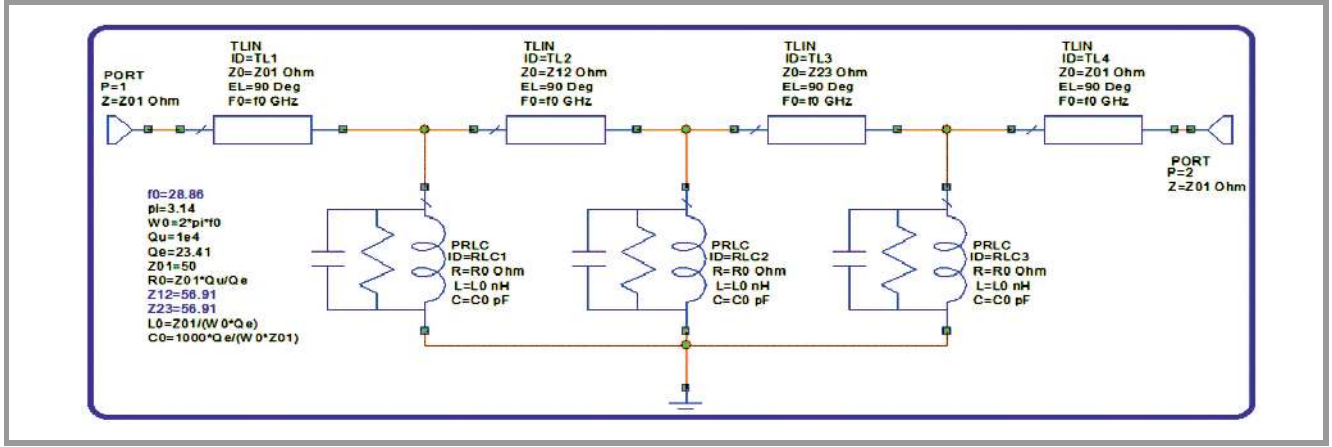 TLIN
ID=TL1
Z0=Z01 Ohm
EL=90 Deg
F0=f0 GHz
TLIN
ID=TL2
Z0=Z12 Ohm
EL=90 Deg
F0=f0 GHz
TLIN
ID=TL3
Z0=Z23 Ohm
EL=90 Deg
F0=f0 GHz
TLIN
ID=TL4
Z0=Z01 Ohm
EL=90 Deg
F0=f0 GHz
PORT
P=1
Z=Z01 Ohm
PORT
P=2
Z=Z01 Ohm
f0=28.86
pi=3.14
W0=2*pi*f0
Qu=1e4
Qe=23.41
Z01=50
R0=Z01*Qu/Qe
Z12=56.91
Z23=56.91
L0=Z01/(W0*Qe)
C0=1000*Qe/(W0*Z01)
PRLC
ID=RLC1
R=R0 Ohm
L=L0 nH
C=C0 pF
PRLC
ID=RLC2
R=R0 Ohm
L=L0 nH
C=C0 pF
PRLC
ID=RLC3
R=R0 Ohm
L=L0 nH
C=C0 pF